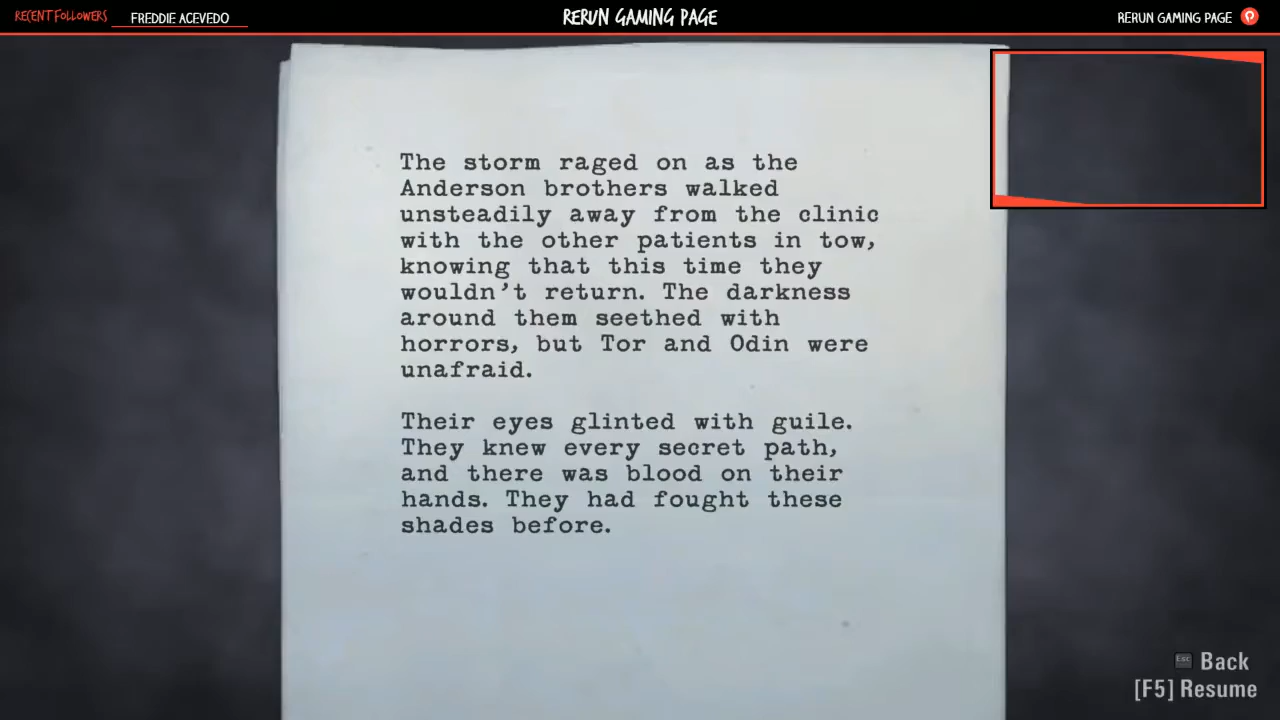 RECENT FOLLOWERS
FREDDIE ACEVEDO
RERUN GAMING PAGE
RERUN GAMING PAGE
The storm raged on as the
Anderson brothers walked
unsteadily away from the clinic
with the other patients in tow,
knowing that this time they
wouldn't return. The darkness
around them seethed with
horrors, but Tor and Odin were
unafraid.
Their eyes glinted with guile.
They knew every secret path,
and there was blood on their
hands. They had fought these
shades before.
Esc Back
[F5] Resume